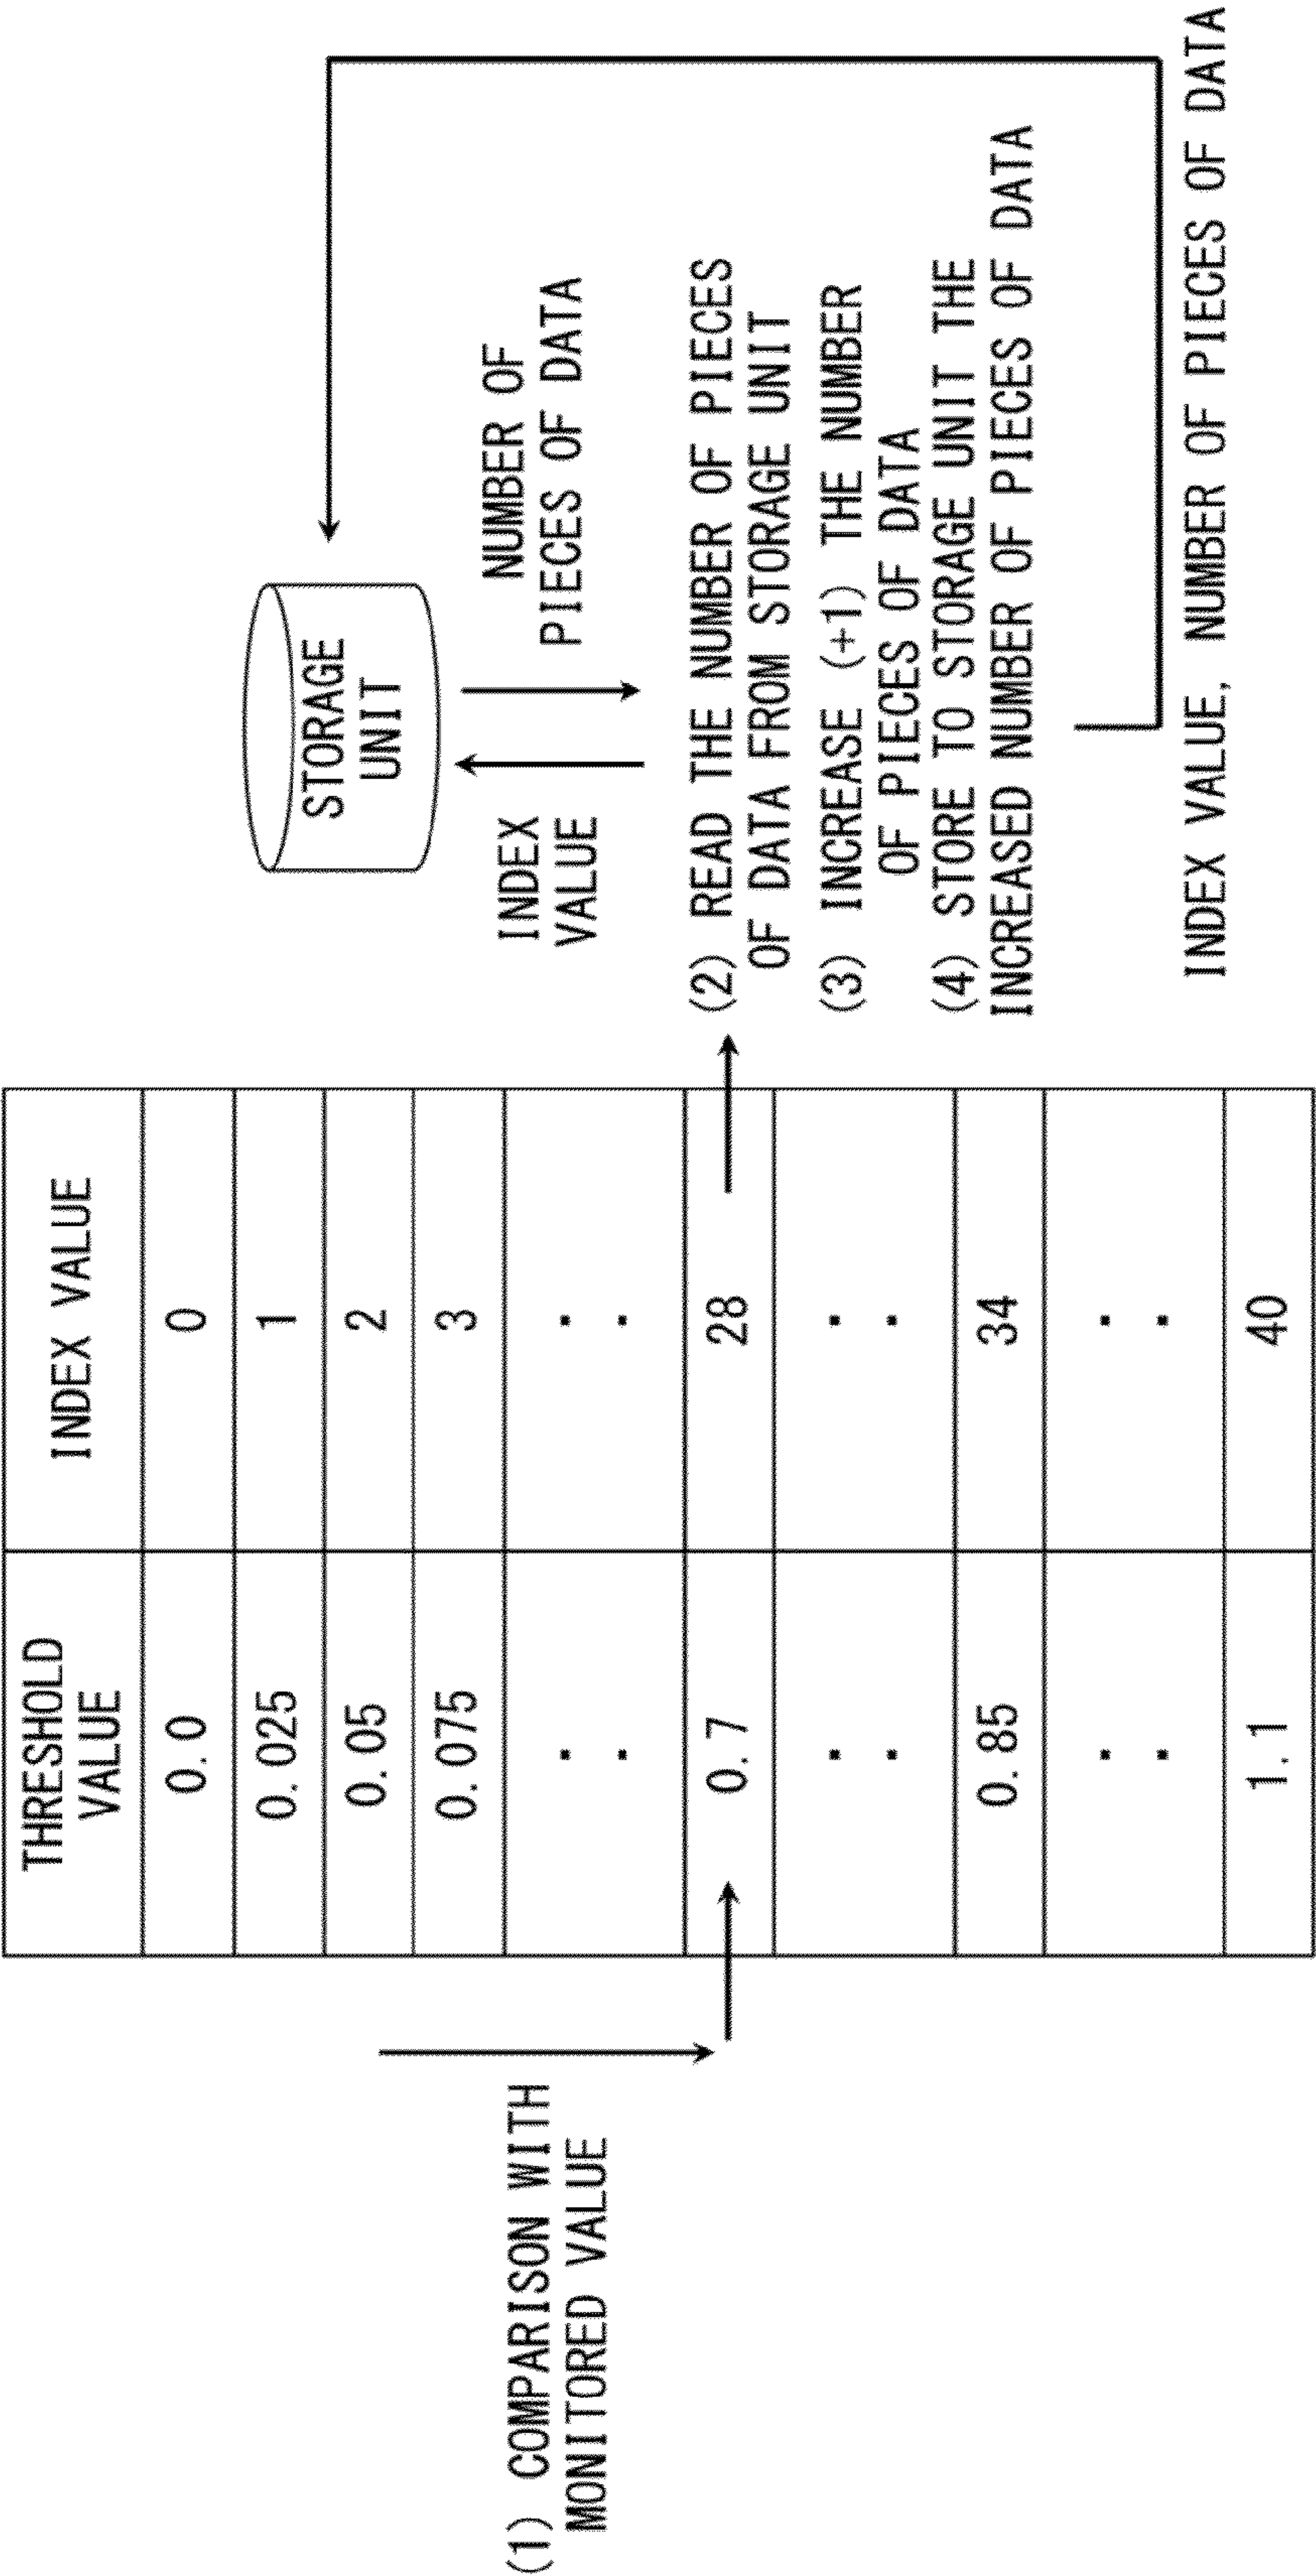 (1) COMPARISON WITH
MONITORED VALUE
THRESHOLD
VALUE
INDEX VALUE
0.0
0
0.025
1
0.05
2
0.075
3
.
.
.
.
0.7
28
.
.
.
.
0.85
34
.
.
.
.
1.1
40
STORAGE
UNIT
INDEX
VALUE
NUMBER OF
PIECES OF DATA
(2) READ THE NUMBER OF PIECES
OF DATA FROM STORAGE UNIT
(3) INCREASE (+1) THE NUMBER
OF PIECES OF DATA
(4) STORE TO STORAGE UNIT THE
INCREASED NUMBER OF PIECES OF DATA
INDEX VALUE, NUMBER OF PIECES OF DATA